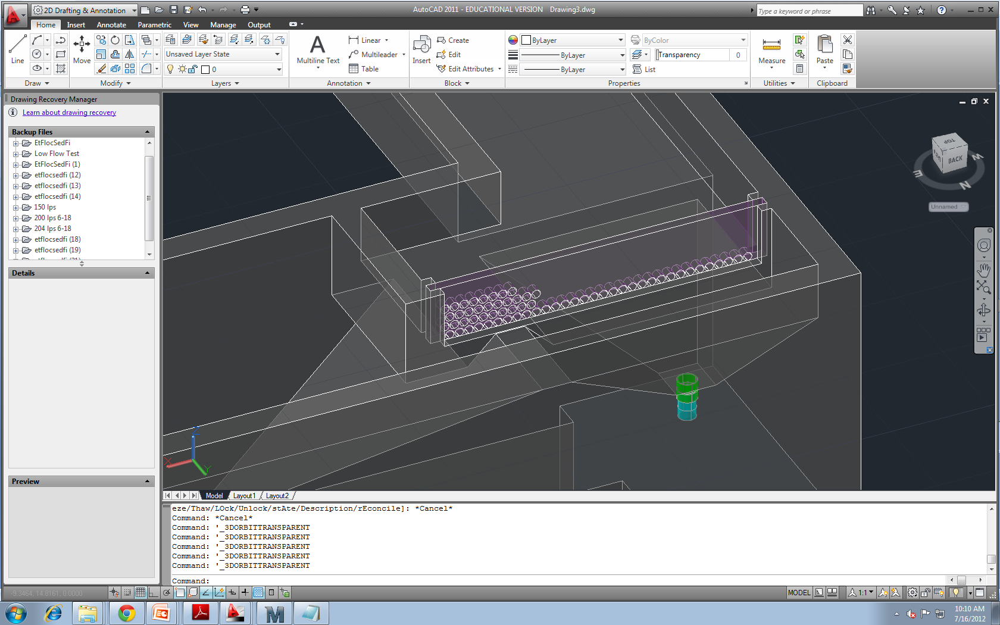 2D Drafting & Annotation
AutoCAD 2011 - EDUCATIONAL VERSION Drawing3.dwg
Type a keyword or phrase
Home Insert Annotate Parametric View Manage Output
Line
Move
Unsaved Layer State
0
A
Multiline Text
Linear
Multileader
Table
Insert
Create
Edit
Edit Attributes
ByLayer
ByLayer
ByLayer
ByColor
Transparency 0
List
Measure
Paste
Draw Modify Layers Annotation Block Properties Utilities Clipboard
Drawing Recovery Manager
Learn about drawing recovery
Backup Files
EtFlocSedFi
Low Flow Test
EtFlocSedFi (1)
etflocsedfi (12)
etflocsedfi (13)
etflocsedfi (14)
150 lps
200 lps 6-18
204 lps 6-18
etflocsedfi (18)
etflocsedfi (19)
Details
Preview
TOP
BACK
W
E
N
Unnamed
X
Y
Model Layout1 Layout2
eze/Thaw/LOck/Unlock/stAte/Description/rEconcile]: *Cancel*
Command: *Cancel*
Command: '_3DORBITTRANSPARENT
Command: '_3DORBITTRANSPARENT
Command: '_3DORBITTRANSPARENT
Command: '_3DORBITTRANSPARENT
Command: '_3DORBITTRANSPARENT
Command:
-9.3464, 14.8161, 0.0000
MODEL
1:1
10:10 AM
7/16/2012